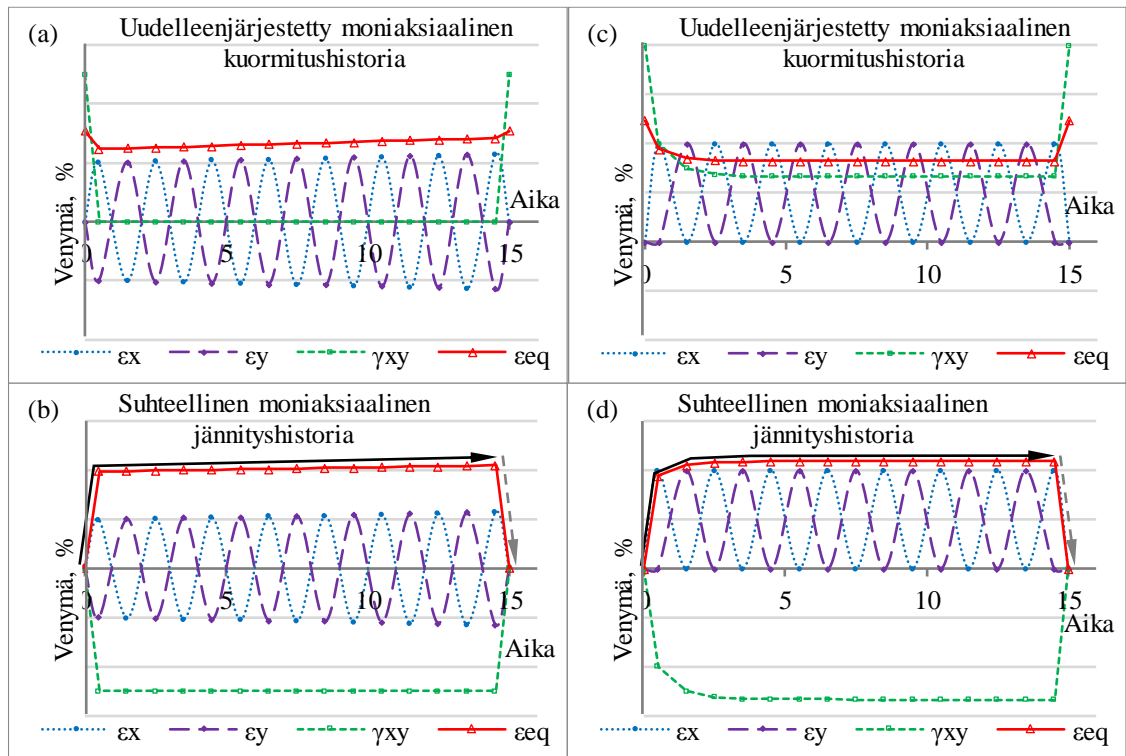 (a) Uudelleenjärjestetty moniaksiaalinen
kuormitushistoria
Venymä, %
Aika
0 5 10 15
εx εy γxy εeq
(c) Uudelleenjärjestetty moniaksiaalinen
kuormitushistoria
Venymä, %
Aika
0 5 10 15
εx εy γxy εeq
(b) Suhteellinen moniaksiaalinen
jännityshistoria
Venymä, %
0 5 10 15
Aika
εx εy γxy εeq
(d) Suhteellinen moniaksiaalinen
jännityshistoria
Venymä, %
0 5 10 15
Aika
εx εy γxy εeq